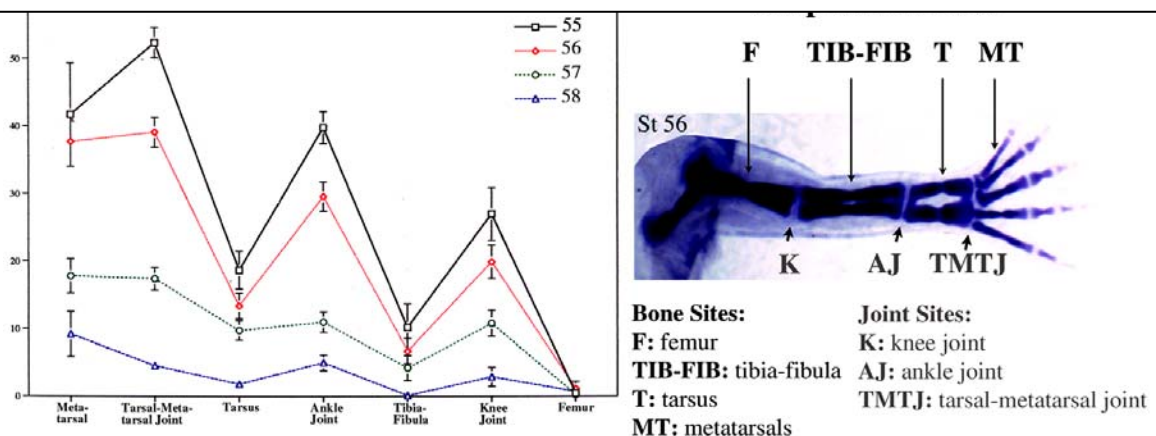 55
56
57
58
50
40
30
20
10
0
Meta-
tarsal
Tarsal-Meta-
tarsal Joint
Tarsus
Ankle
Joint
Tibia-
Fibula
Knee
Joint
Femur
F TIB-FIB T MT
St 56
K AJ TMTJ
Bone Sites:
F: femur
TIB-FIB: tibia-fibula
T: tarsus
MT: metatarsals
Joint Sites:
K: knee joint
AJ: ankle joint
TMTJ: tarsal-metatarsal joint